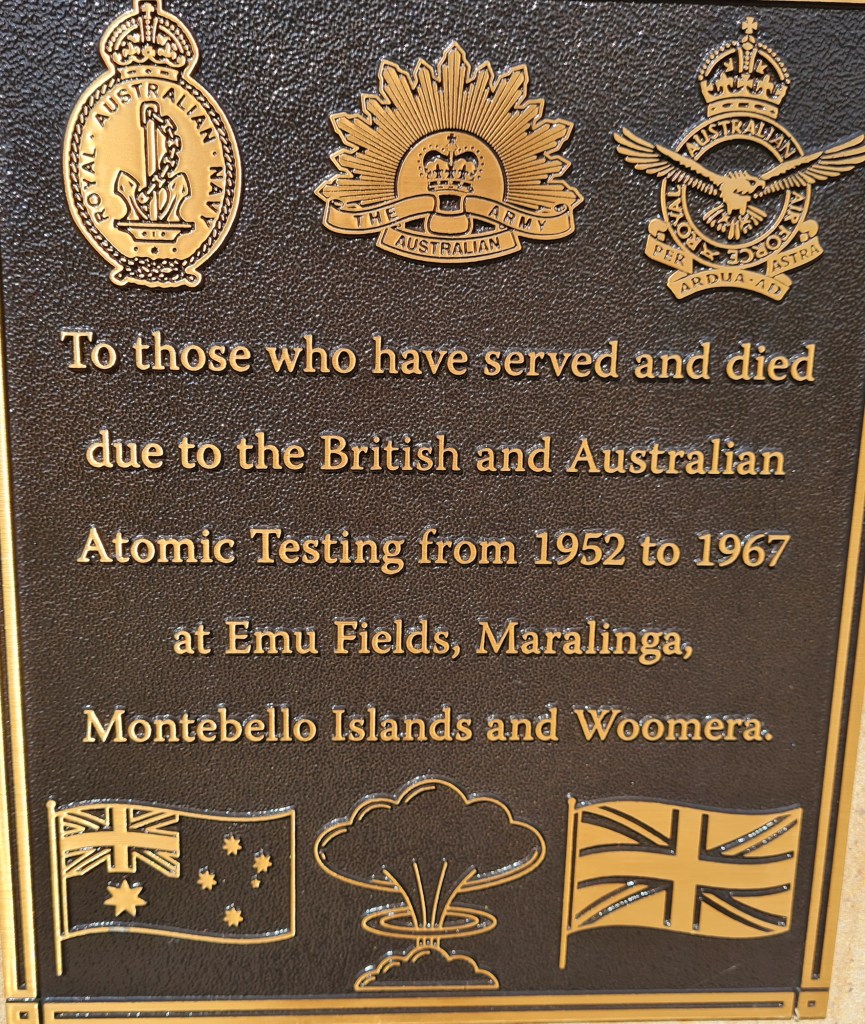 ROYAL · AUSTRALIAN · NAVY
THE ARMY
AUSTRALIAN
ROYAL AUSTRALIAN AIR FORCE
PER ARDUA · AD ASTRA
To those who have served and died
due to the British and Australian
Atomic Testing from 1952 to 1967
at Emu Fields, Maralinga,
Montebello Islands and Woomera.